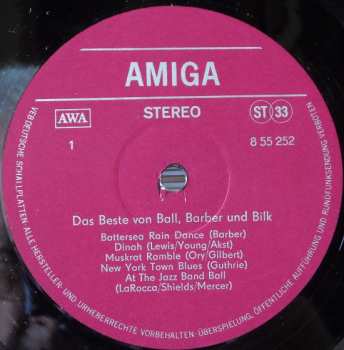 AMIGA
AWA
STEREO
ST 33
1
8 55 252
Das Beste von Ball, Barber und Bilk
Battersea Rain Dance (Barber)
Dinah (Lewis/Young/Akst)
Muskrat Ramble (Ory/Gilbert)
New York Town Blues (Guthrie)
At The Jazz Band Ball
(LaRocca/Shields/Mercer)
VEB DEUTSCHE SCHALLPLATTEN · ALLE HERSTELLER- UND URHEBERRECHTE VORBEHALTEN · ÜBERSPIELUNG, ÖFFENTLICHE AUFFÜHRUNG UND RUNDFUNKSENDUNG VERBOTEN